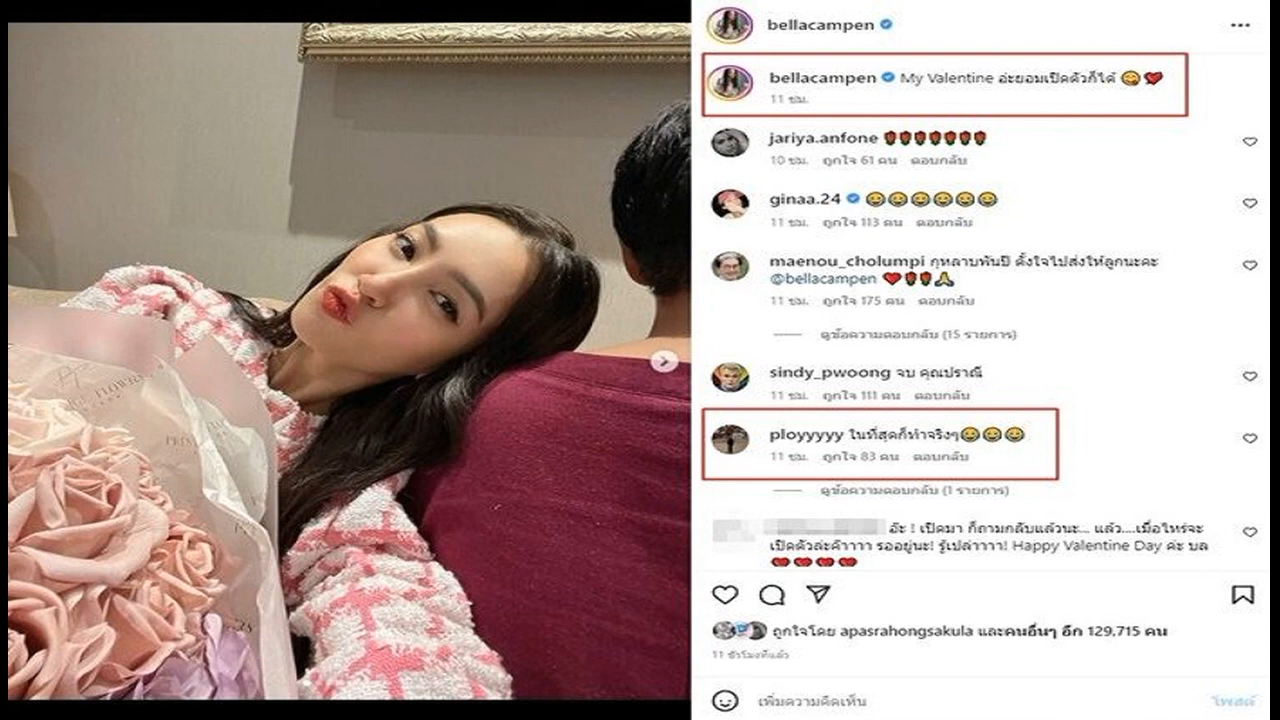 bellacampen
bellacampen My Valentine อ่ะยอมเปิดตัวก็ได้ 😋❤️
11 ชม.
jariya.anfone 🌹🌹🌹🌹🌹🌹🌹
10 ชม. ถูกใจ 61 คน ตอบกลับ
ginaa.24 😂😂😂😂😂😂
11 ชม. ถูกใจ 113 คน ตอบกลับ
maenou_cholumpi กุหลาบพันปี ตั้งใจไปส่งให้ลูกนะคะ
@bellacampen ❤️🌹🌹🙏
11 ชม. ถูกใจ 175 คน ตอบกลับ
ดูข้อความตอบกลับ (15 รายการ)
sindy_pwoong จบ คุณปราณี
11 ชม. ถูกใจ 111 คน ตอบกลับ
ployyyyy ในที่สุดก็ทำจริงๆ😂😂😂
11 ชม. ถูกใจ 83 คน ตอบกลับ
ดูข้อความตอบกลับ (1 รายการ)
อ๊ะ ! เปิดมา ก็ถามกลับแล้วนะ... แล้ว....เมื่อไหร่จะ
เปิดตัวล่ะค๊าาาา รออยู่นะ! รู้เปล่าาาา! Happy Valentine Day ค่ะ บล
❤️❤️❤️❤️
ถูกใจโดย apasrahongsakula และคนอื่นๆ อีก 129,715 คน
11 ชั่วโมงที่แล้ว
เพิ่มความคิดเห็น
โพสต์